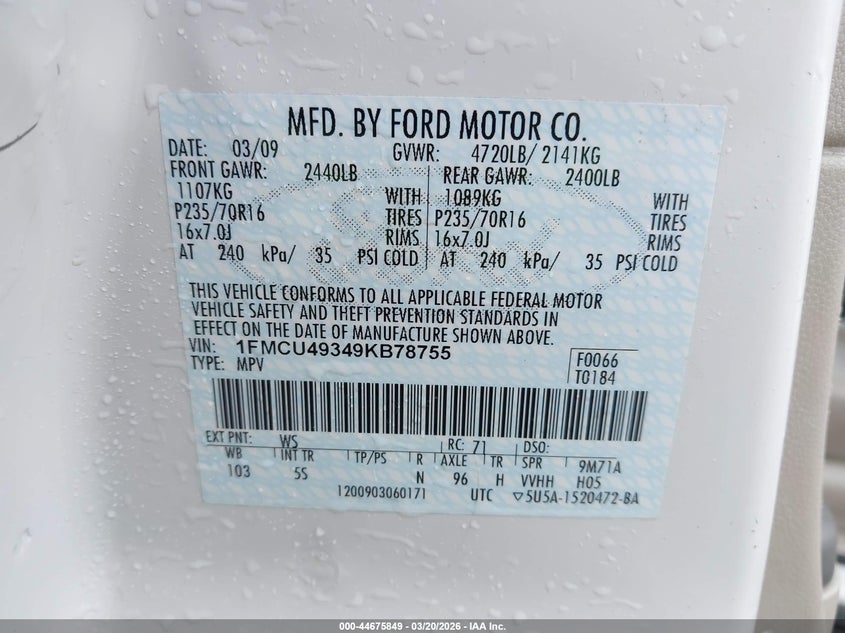 MFD. BY FORD MOTOR CO.
DATE: 03/09 GVWR: 4720LB/ 2141KG
FRONT GAWR: 2440LB REAR GAWR: 2400LB
1107KG WITH 1089KG WITH
P235/70R16 TIRES P235/70R16 TIRES
16x7.0J RIMS 16x7.0J RIMS
AT 240 kPa/ 35 PSI COLD AT 240 kPa/ 35 PSI COLD
THIS VEHICLE CONFORMS TO ALL APPLICABLE FEDERAL MOTOR
VEHICLE SAFETY AND THEFT PREVENTION STANDARDS IN
EFFECT ON THE DATE OF MANUFACTURE SHOWN ABOVE.
VIN: 1FMCU49349KB78755 F0066
TYPE: MPV T0184
EXT PNT: WS RC: 71 DSO:
WB INT TR TP/PS R AXLE TR SPR 9M71A
103 5S N 96 H VVHH H05
1200903060171 UTC ▽5U5A-1520472-BA
000-44675849 | 03/20/2026 - IAA Inc.